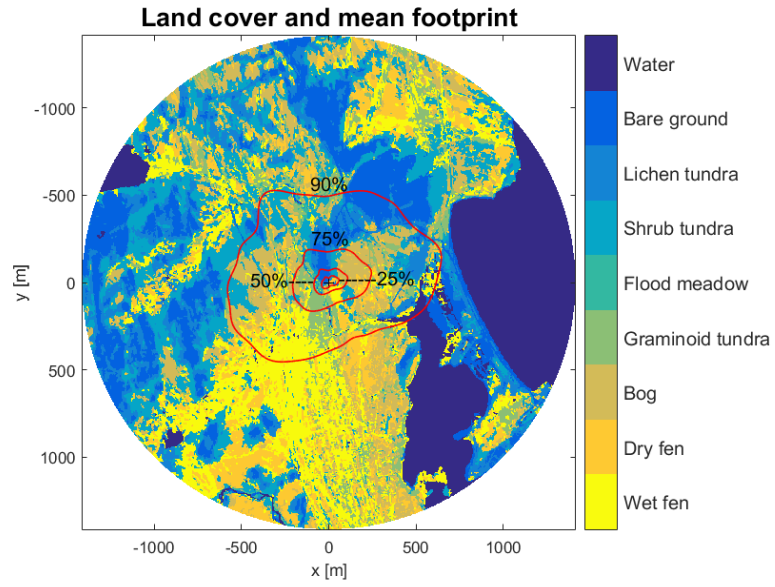 Land cover and mean footprint
-1000
-500
0
500
1000
y [m]
90%
75%
50%
25%
-1000
-500
0
500
1000
x [m]
Water
Bare ground
Lichen tundra
Shrub tundra
Flood meadow
Graminoid tundra
Bog
Dry fen
Wet fen